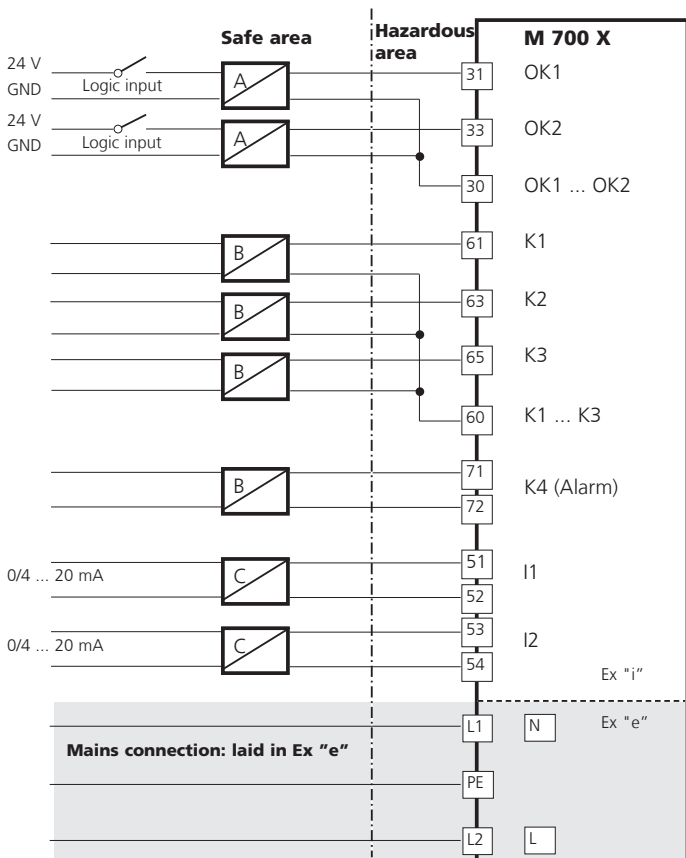 Safe area
Hazardous
area
M 700 X
24 V
GND
Logic input
A
31
OK1
24 V
GND
Logic input
A
33
OK2
30
OK1 ... OK2
B
61
K1
B
63
K2
B
65
K3
60
K1 ... K3
B
71
72
K4 (Alarm)
0/4 ... 20 mA
C
51
52
I1
0/4 ... 20 mA
C
53
54
I2
Ex "i”
L1
N
Ex "e”
Mains connection: laid in Ex ”e”
PE
L2
L